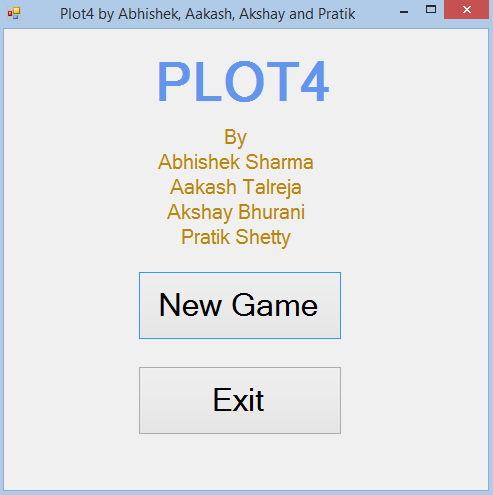 Plot4 by Abhishek, Aakash, Akshay and Pratik
PLOT4
By
Abhishek Sharma
Aakash Talreja
Akshay Bhurani
Pratik Shetty
New Game
Exit